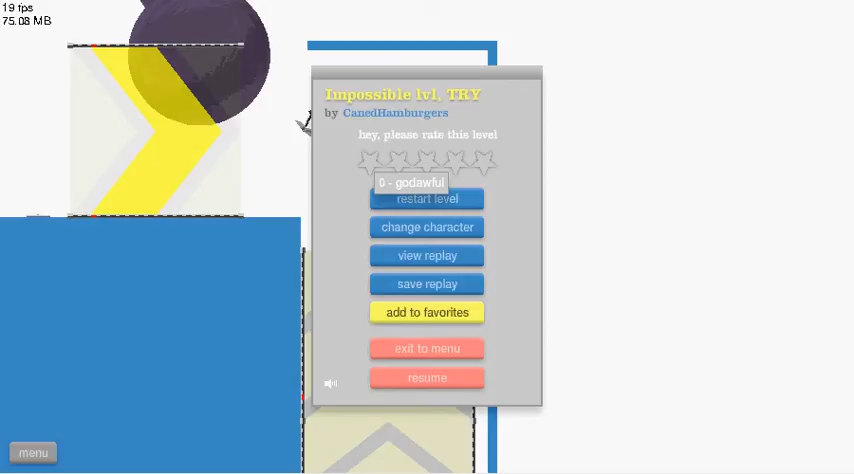 19 fps
75.08 MB
Impossible lvl, TRY
by CanedHamburgers
hey, please rate this level
0 - godawful
restart level
change character
view replay
save replay
add to favorites
exit to menu
resume
menu